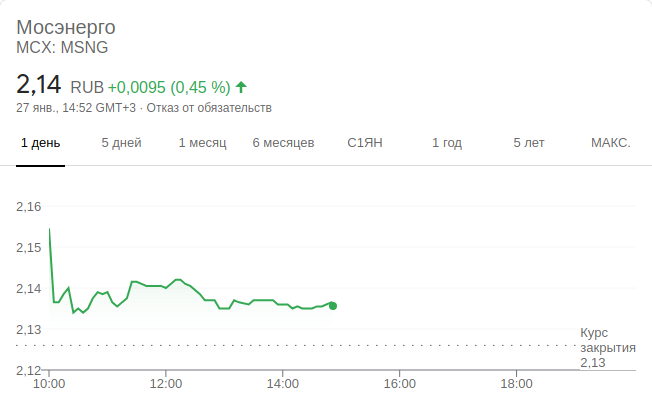 Мосэнерго
MCX: MSNG
2,14 RUB +0,0095 (0,45 %)
27 янв., 14:52 GMT+3 · Отказ от обязательств
1 день 5 дней 1 месяц 6 месяцев С1ЯН 1 год 5 лет МАКС.
2,16
2,15
2,14
2,13
Курс
закрытия
2,13
2,12
10:00 12:00 14:00 16:00 18:00